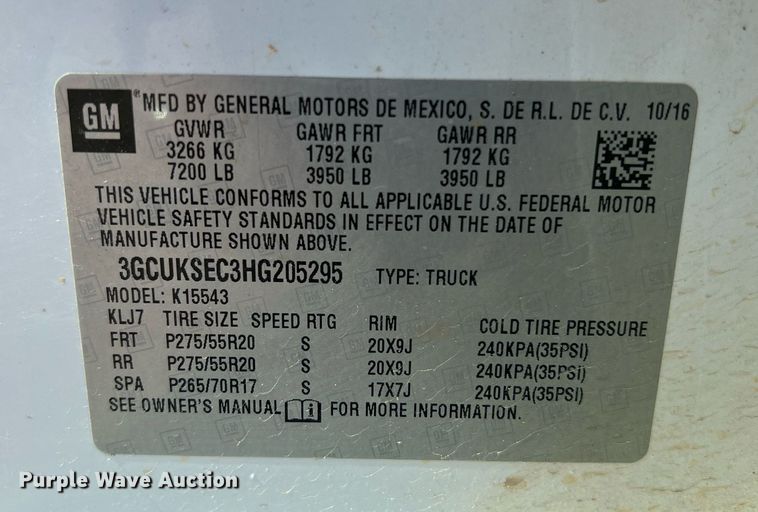 GM ® MFD BY GENERAL MOTORS DE MEXICO, S. DE R.L. DE C.V. 10/16
GVWR GAWR FRT GAWR RR
3266 KG 1792 KG 1792 KG
7200 LB 3950 LB 3950 LB
THIS VEHICLE CONFORMS TO ALL APPLICABLE U.S. FEDERAL MOTOR
VEHICLE SAFETY STANDARDS IN EFFECT ON THE DATE OF
MANUFACTURE SHOWN ABOVE.
3GCUKSEC3HG205295 TYPE: TRUCK
MODEL: K15543
KLJ7 TIRE SIZE SPEED RTG RIM COLD TIRE PRESSURE
FRT P275/55R20 S 20X9J 240KPA(35PSI)
RR P275/55R20 S 20X9J 240KPA(35PSI)
SPA P265/70R17 S 17X7J 240KPA(35PSI)
SEE OWNER'S MANUAL i FOR MORE INFORMATION.
Purple Wave Auction